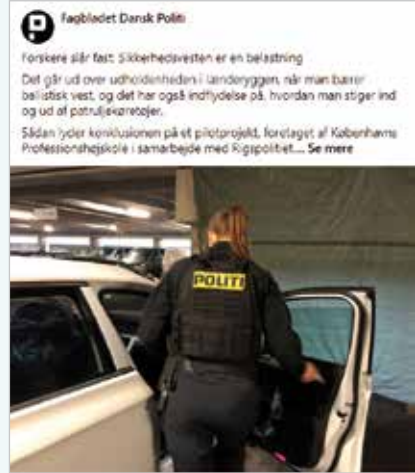 Fagbladet Dansk Politi
Forskere slår fast: Sikkerhedsvesten er en belastning
Det går ud over udholdenheden i lænderyggen, når man bærer
ballistisk vest, og det har også indflydelse på, hvordan man stiger ind
og ud af patruljekøretøjer.
Sådan lyder konklusionen på et pilotprojekt, foretaget af Københavns
Professionshøjskole i samarbejde med Rigspolitiet.... Se mere
POLITI